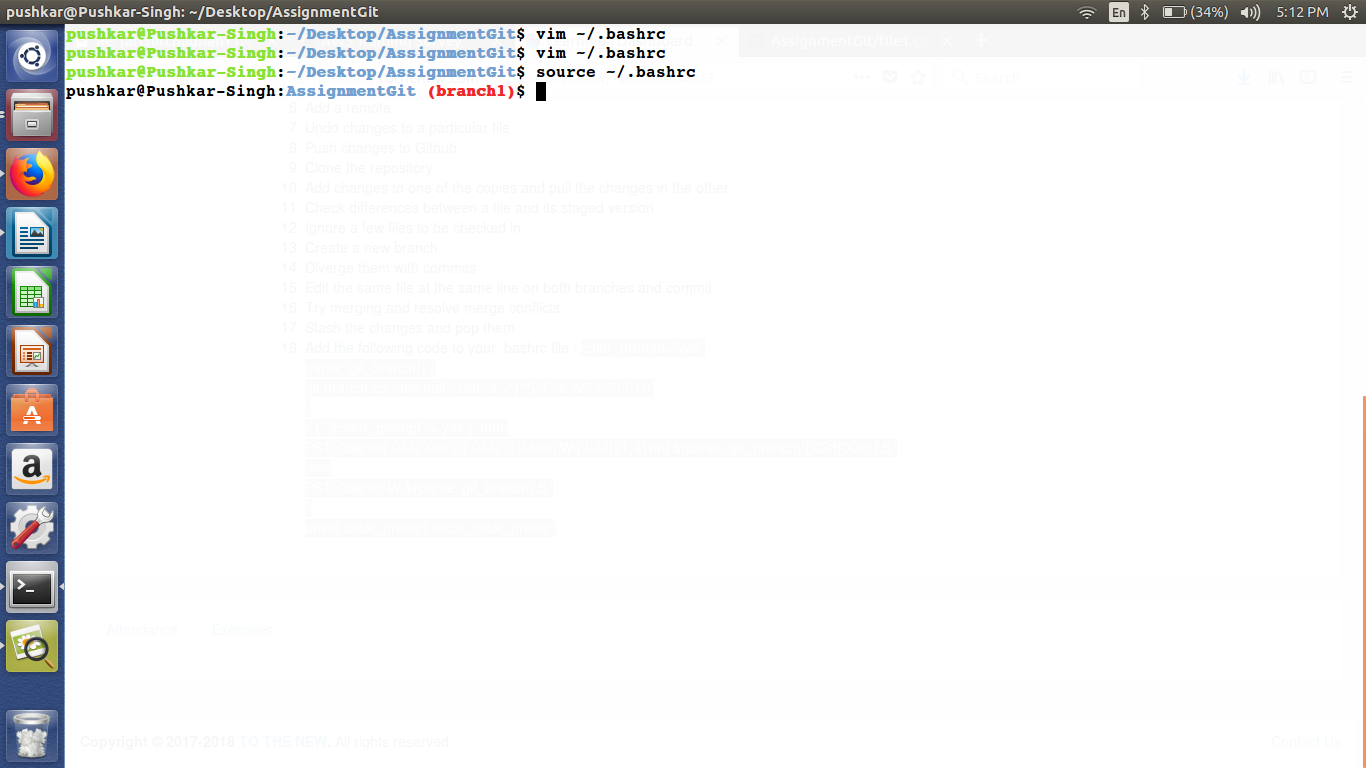 pushkar@Pushkar-Singh: ~/Desktop/AssignmentGit
En
(34%)
5:12 PM
pushkar@Pushkar-Singh:~/Desktop/AssignmentGit$ vim ~/.bashrc
pushkar@Pushkar-Singh:~/Desktop/AssignmentGit$ vim ~/.bashrc
pushkar@Pushkar-Singh:~/Desktop/AssignmentGit$ source ~/.bashrc
pushkar@Pushkar-Singh:AssignmentGit (branch1)$
Search
6. Add a remote
7. Undo changes to a particular file
8. Push changes to Github
9. Clone the repository
10. Add changes to one of the copies and pull the changes in the other
11. Check differences between a file and its staged version
12. Ignore a few files to be checked in
13. Create a new branch.
14. Diverge them with commits
15. Edit the same file at the same line on both branches and commit
16. Try merging and resolve merge conflicts
17. Stash the changes and pop them
18. Add the following code to your .bashrc file :
Attendance
Exercises
Copyright © 2017-2018 TO THE NEW. All rights reserved
Contact Us